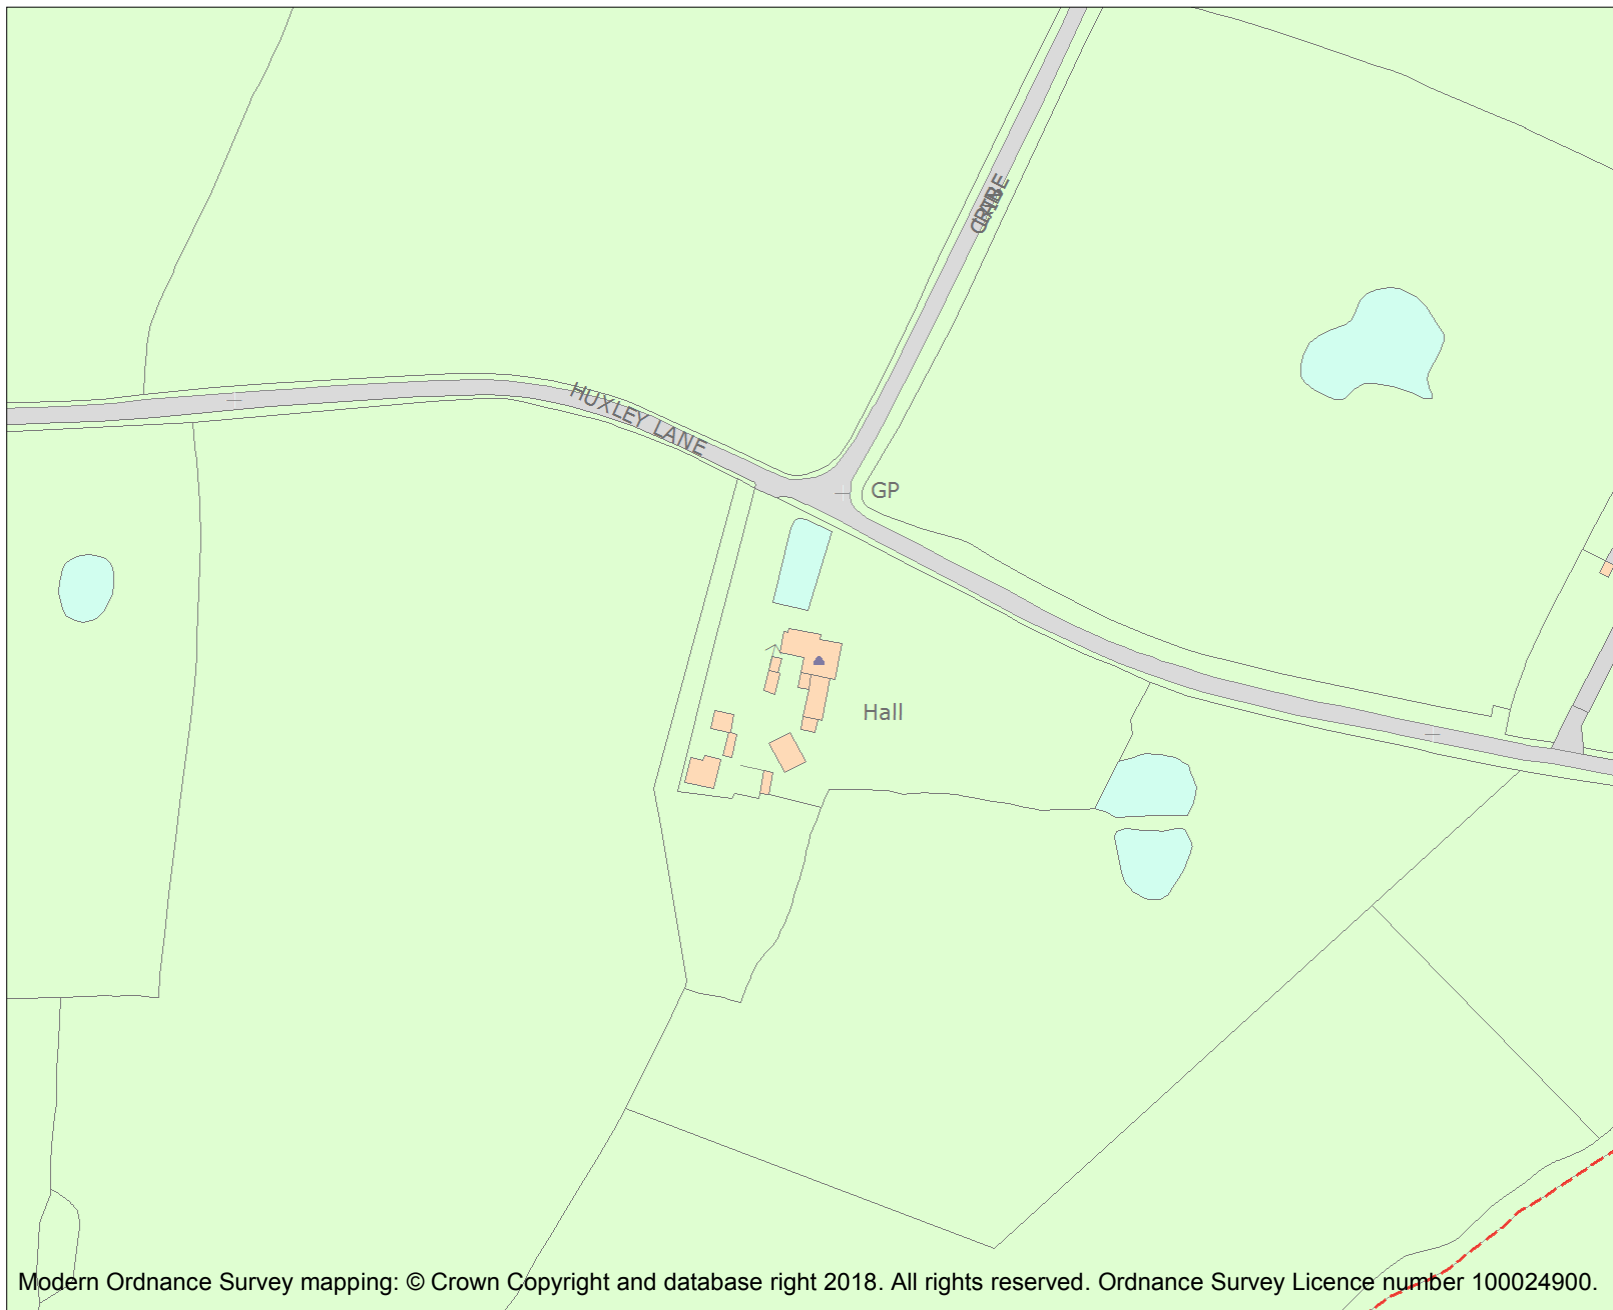 HUXLEY LANE
GP
Hall
Modern Ordnance Survey mapping: © Crown Copyright and database right 2018. All rights reserved. Ordnance Survey Licence number 100024900.